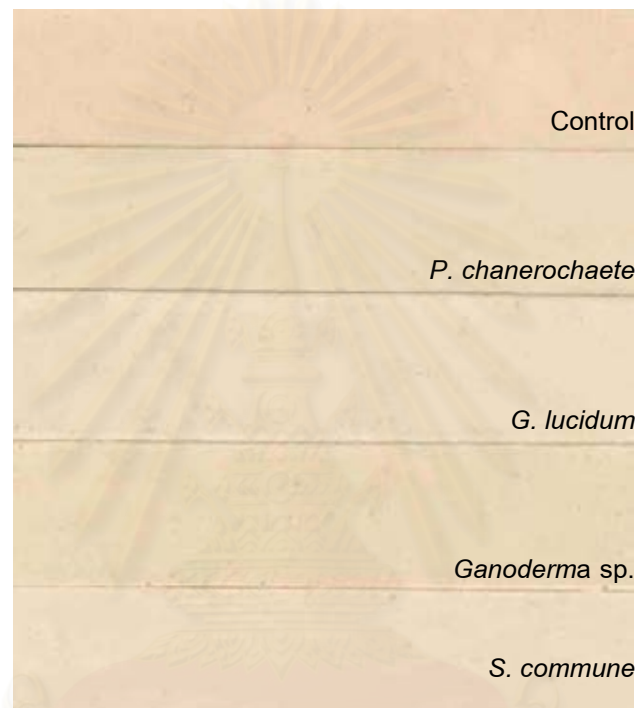 Control
P. chanerochaete
G. lucidum
Ganoderma sp.
S. commune